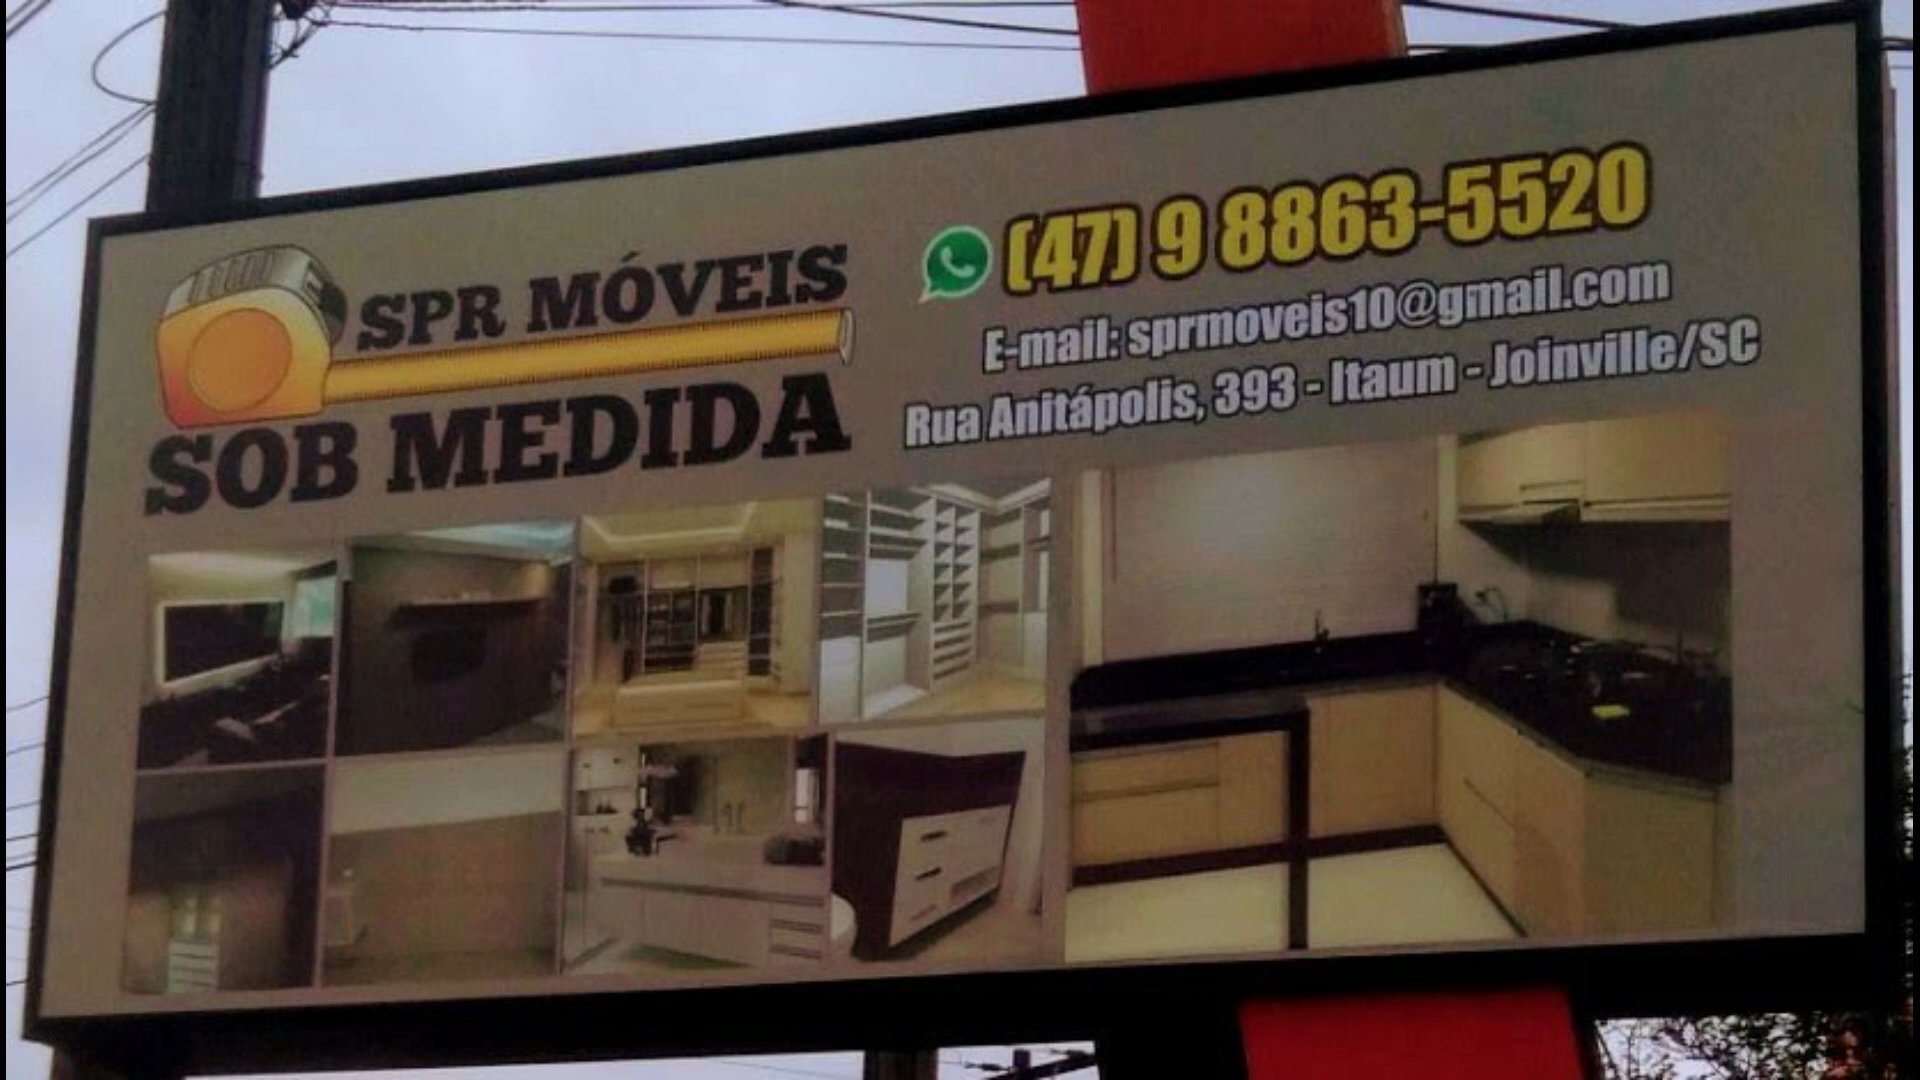 SPR MÓVEIS
SOB MEDIDA
(47) 9 8863-5520
E-mail: sprmoveis10@gmail.com
Rua Anitápolis, 393 - Itaum - Joinville/SC